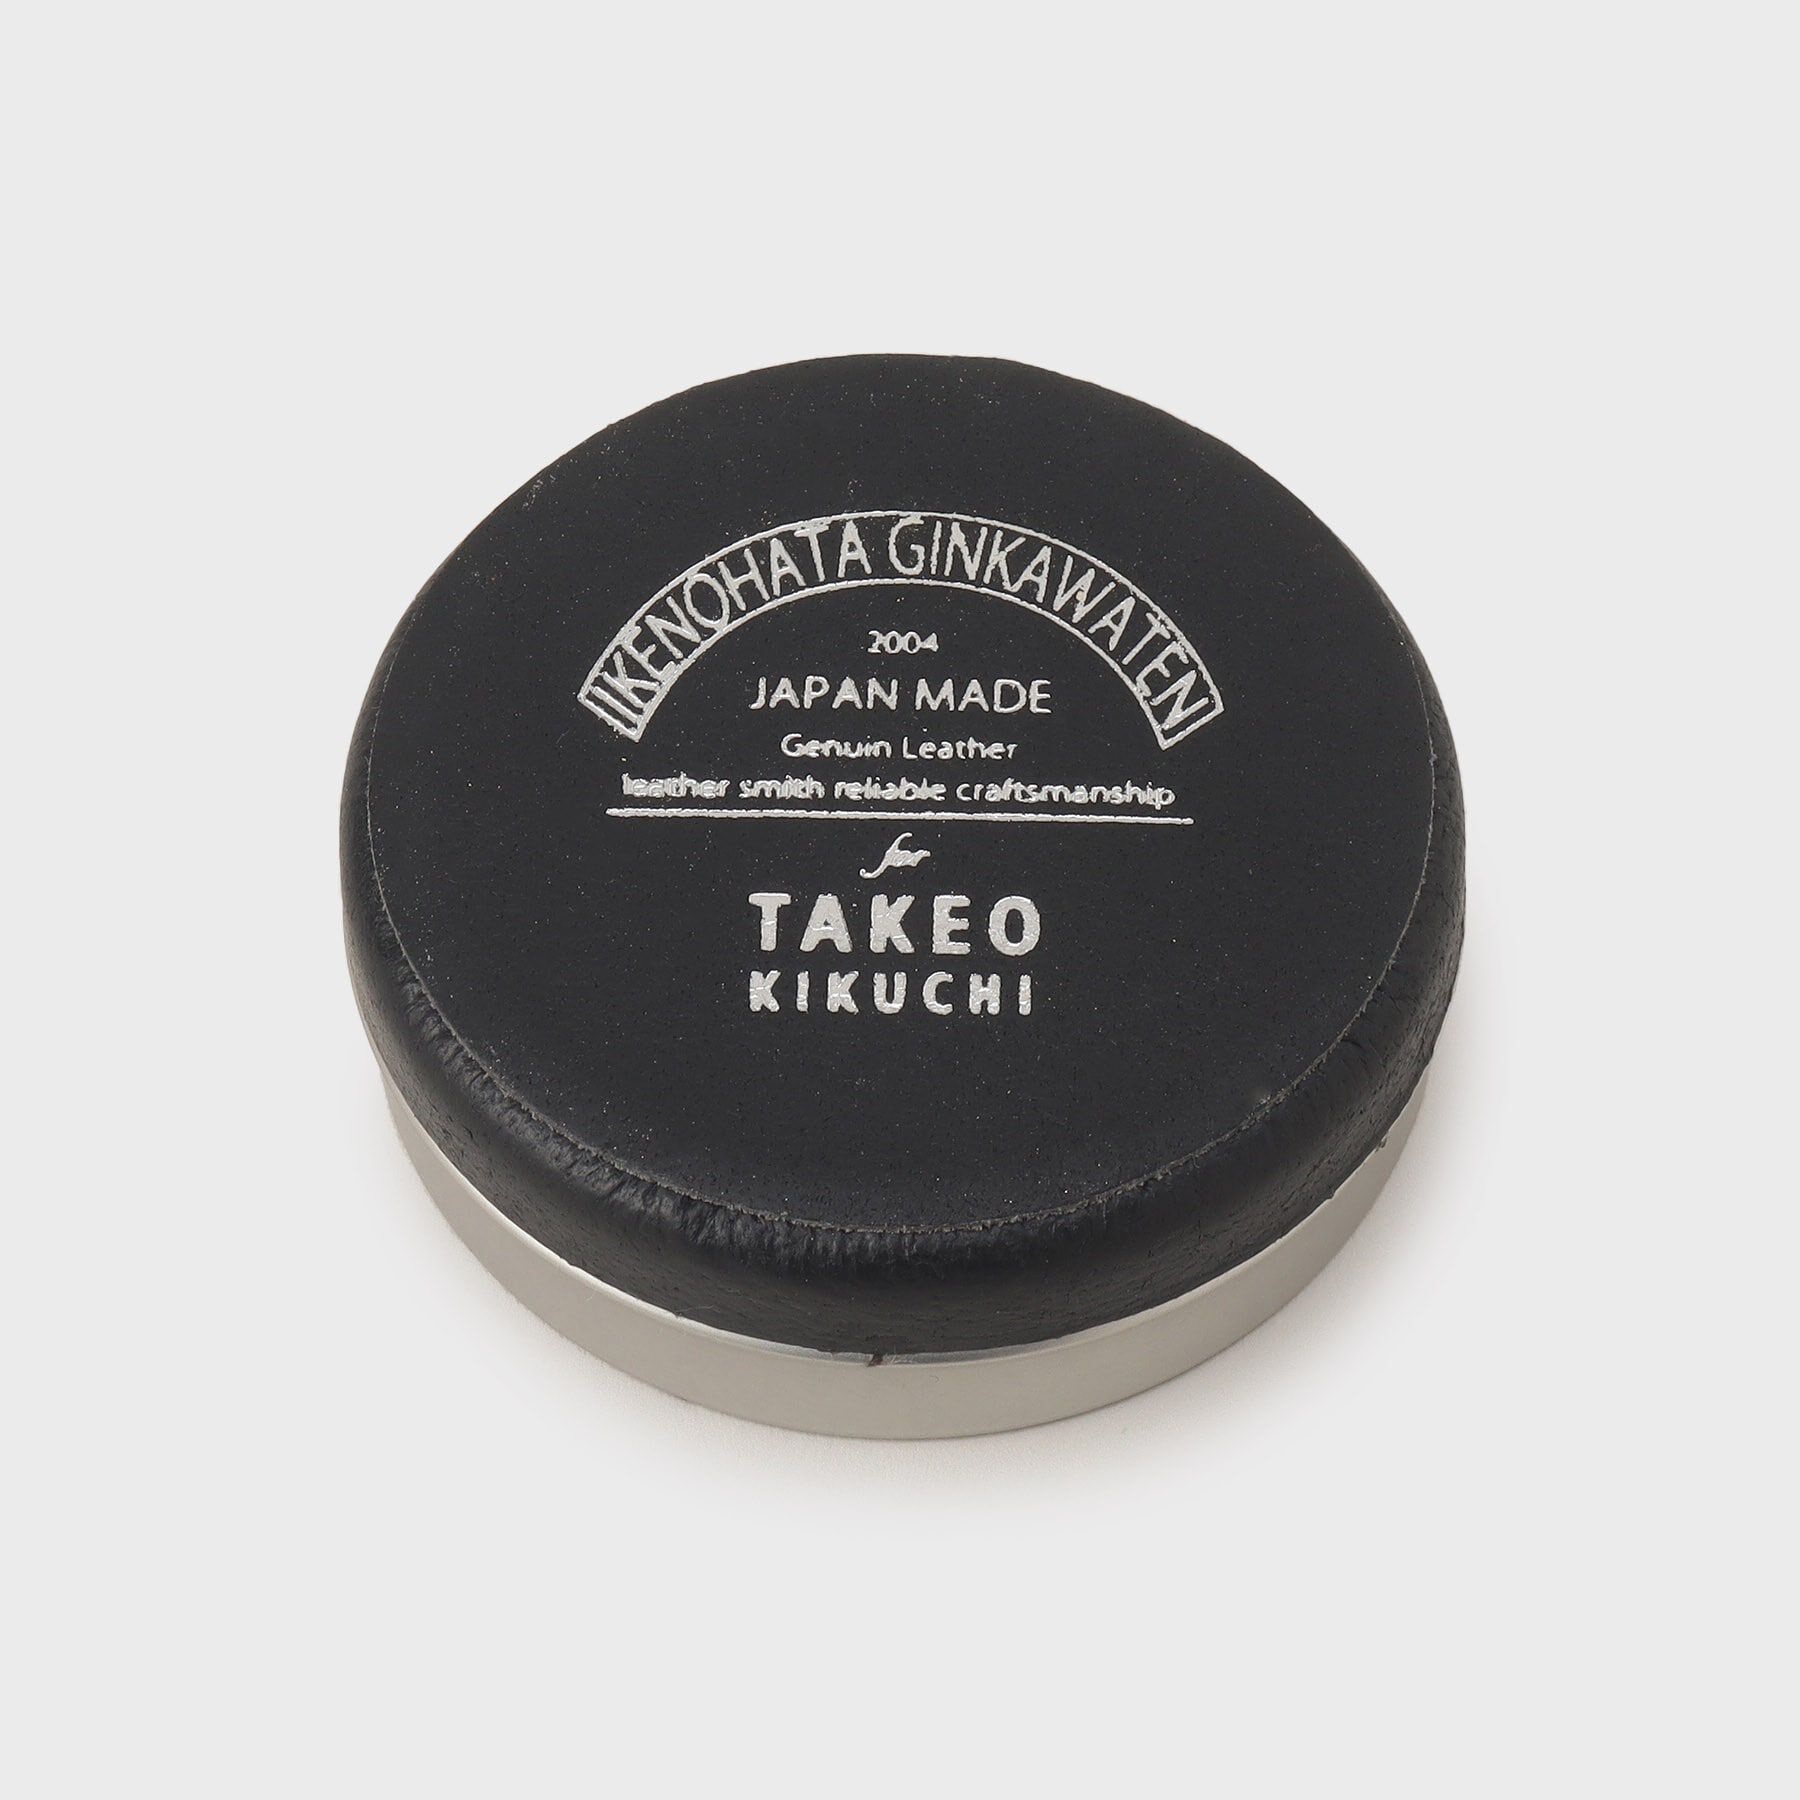 IKENOHATA GINKAWATEN
2004
JAPAN MADE
Genuin Leather
leather smith reliable craftsmanship
for
TAKEO
KIKUCHI